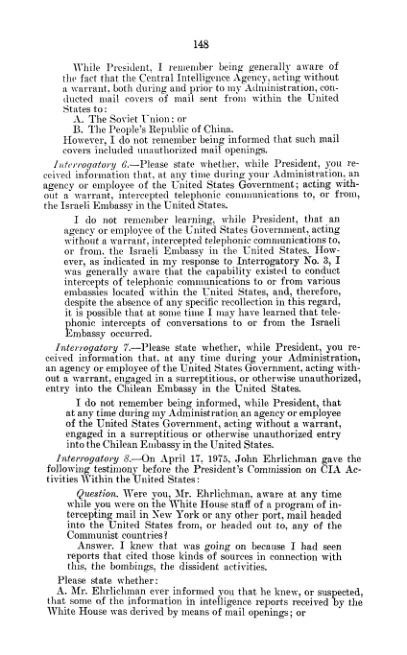 148
While President, I remember being generally aware of
the fact that the Central Intelligence Agency, acting without
a warrant, both during and prior to my Administration, con-
ducted mail covers of mail sent from within the United
States to:
A. The Soviet Union: or
B. The People's Republic of China.
However, I do not remember being informed that such mail
covers included unauthorized mail openings.
Interrogatory 6.—Please state whether, while President, you re-
ceived information that, at any time during your Administration, an
agency or employee of the United States Government; acting with-
out a warrant, intercepted telephonic communications to, or from,
the Israeli Embassy in the United States.
I do not remember learning, while President, that an
agency or employee of the United States Government, acting
without a warrant, intercepted telephonic communications to,
or from, the Israeli Embassy in the United States. How-
ever, as indicated in my response to Interrogatory No. 3, I
was generally aware that the capability existed to conduct
intercepts of telephonic communications to or from various
embassies located within the United States, and, therefore,
despite the absence of any specific recollection in this regard,
it is possible that at some time I may have learned that tele-
phonic intercepts of conversations to or from the Israeli
Embassy occurred.
Interrogatory 7.—Please state whether, while President, you re-
ceived information that, at any time during your Administration,
an agency or employee of the United States Government, acting with-
out a warrant, engaged in a surreptitious, or otherwise unauthorized,
entry into the Chilean Embassy in the United States.
I do not remember being informed, while President, that
at any time during my Administration an agency or employee
of the United States Government, acting without a warrant,
engaged in a surreptitious or otherwise unauthorized entry
into the Chilean Embassy in the United States.
Interrogatory 8.—On April 17, 1975, John Ehrlichman gave the
following testimony before the President's Commission on CIA Ac-
tivities Within the United States:
Question. Were you, Mr. Ehrlichman, aware at any time
while you were on the White House staff of a program of in-
tercepting mail in New York or any other port, mail headed
into the United States from, or headed out to, any of the
Communist countries?
Answer. I knew that was going on because I had seen
reports that cited those kinds of sources in connection with
this, the bombings, the dissident activities.
Please state whether:
A. Mr. Ehrlichman ever informed you that he knew, or suspected,
that some of the information in intelligence reports received by the
White House was derived by means of mail openings; or